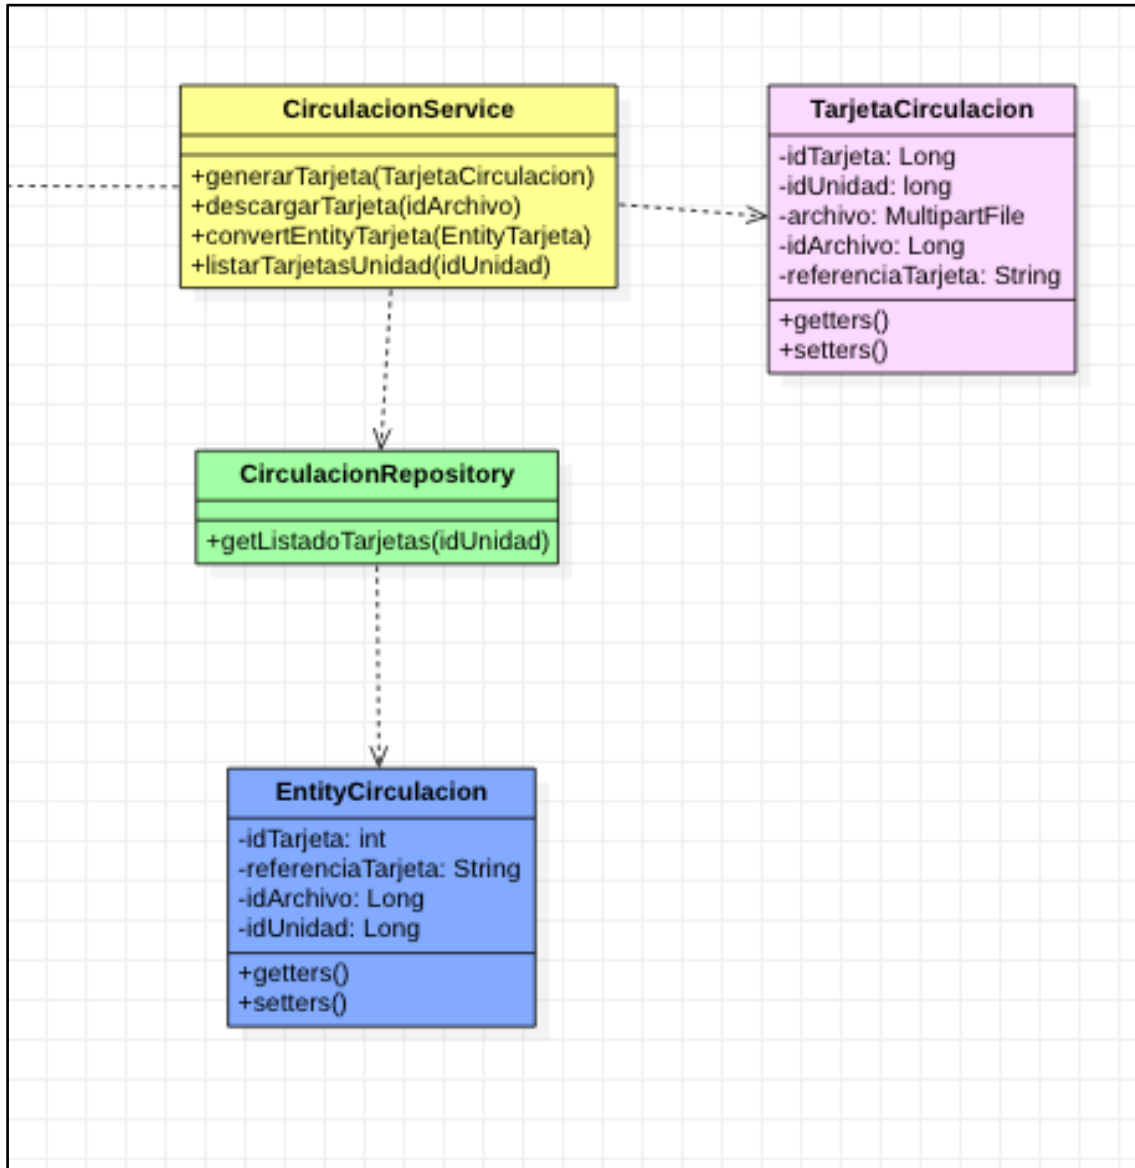 CirculacionService
+generarTarjeta(TarjetaCirculacion)
+descargarTarjeta(idArchivo)
+convertEntityTarjeta(EntityTarjeta)
+listarTarjetasUnidad(idUnidad)
TarjetaCirculacion
-idTarjeta: Long
-idUnidad: long
-archivo: MultipartFile
-idArchivo: Long
-referenciaTarjeta: String
+getters()
+setters()
CirculacionRepository
+getListadoTarjetas(idUnidad)
EntityCirculacion
-idTarjeta: int
-referenciaTarjeta: String
-idArchivo: Long
-idUnidad: Long
+getters()
+setters()